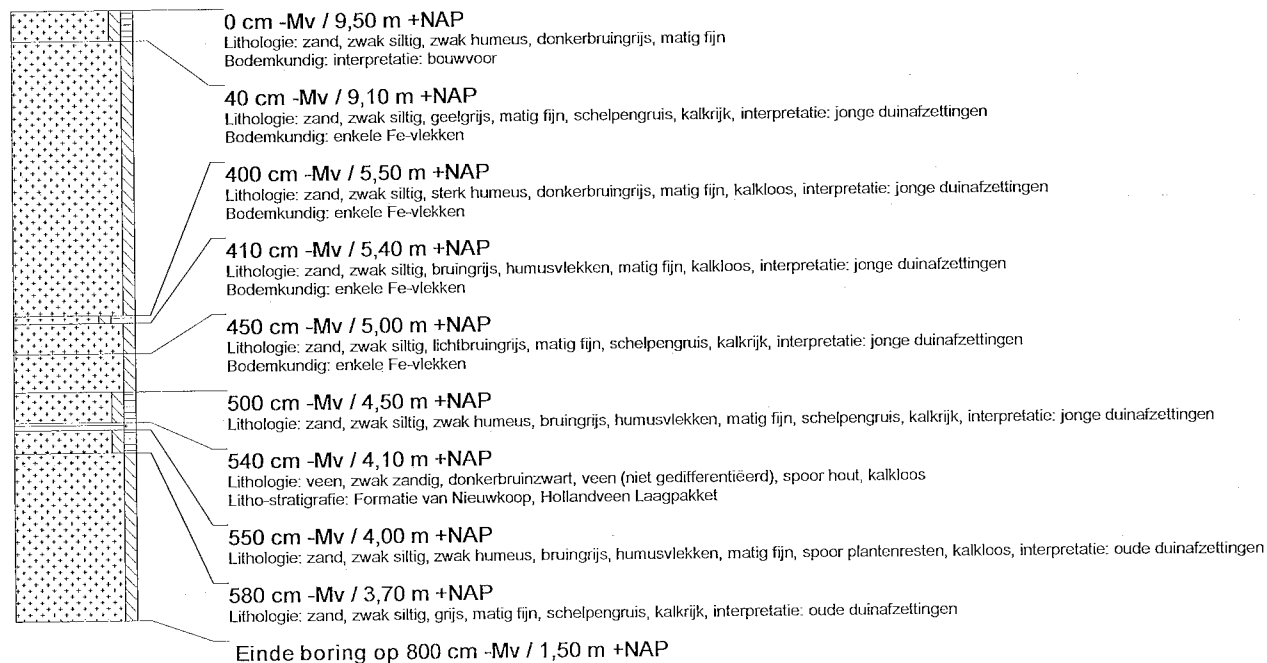 0 cm -Mv / 9,50 m +NAP
Lithologie: zand, zwak siltig, zwak humeus, donkerbruingrijs, matig fijn
Bodemkundig: interpretatie: bouwvoor
40 cm -Mv / 9,10 m +NAP
Lithologie: zand, zwak siltig, geelgrijs, matig fijn, schelpengruis, kalkrijk, interpretatie: jonge duinafzettingen
Bodemkundig: enkele Fe-vlekken
400 cm -Mv / 5,50 m +NAP
Lithologie: zand, zwak siltig, sterk humeus, donkerbruingrijs, matig fijn, kalkloos, interpretatie: jonge duinafzettingen
Bodemkundig: enkele Fe-vlekken
410 cm -Mv / 5,40 m +NAP
Lithologie: zand, zwak siltig, bruingrijs, humusvlekken, matig fijn, kalkloos, interpretatie: jonge duinafzettingen
Bodemkundig: enkele Fe-vlekken
450 cm -Mv / 5,00 m +NAP
Lithologie: zand, zwak siltig, lichtbruingrijs, matig fijn, schelpengruis, kalkrijk, interpretatie: jonge duinafzettingen
Bodemkundig: enkele Fe-vlekken
500 cm -Mv / 4,50 m +NAP
Lithologie: zand, zwak siltig, zwak humeus, bruingrijs, humusvlekken, matig fijn, schelpengruis, kalkrijk, interpretatie: jonge duinafzettingen
540 cm -Mv / 4,10 m +NAP
Lithologie: veen, zwak zandig, donkerbruinzwart, veen (niet gedifferentiëerd), spoor hout, kalkloos
Litho-stratigrafie: Formatie van Nieuwkoop, Hollandveen Laagpakket
550 cm -Mv / 4,00 m +NAP
Lithologie: zand, zwak siltig, zwak humeus, bruingrijs, humusvlekken, matig fijn, spoor plantenresten, kalkloos, interpretatie: oude duinafzettingen
580 cm -Mv / 3,70 m +NAP
Lithologie: zand, zwak siltig, grijs, matig fijn, schelpengruis, kalkrijk, interpretatie: oude duinafzettingen
Einde boring op 800 cm -Mv / 1,50 m +NAP